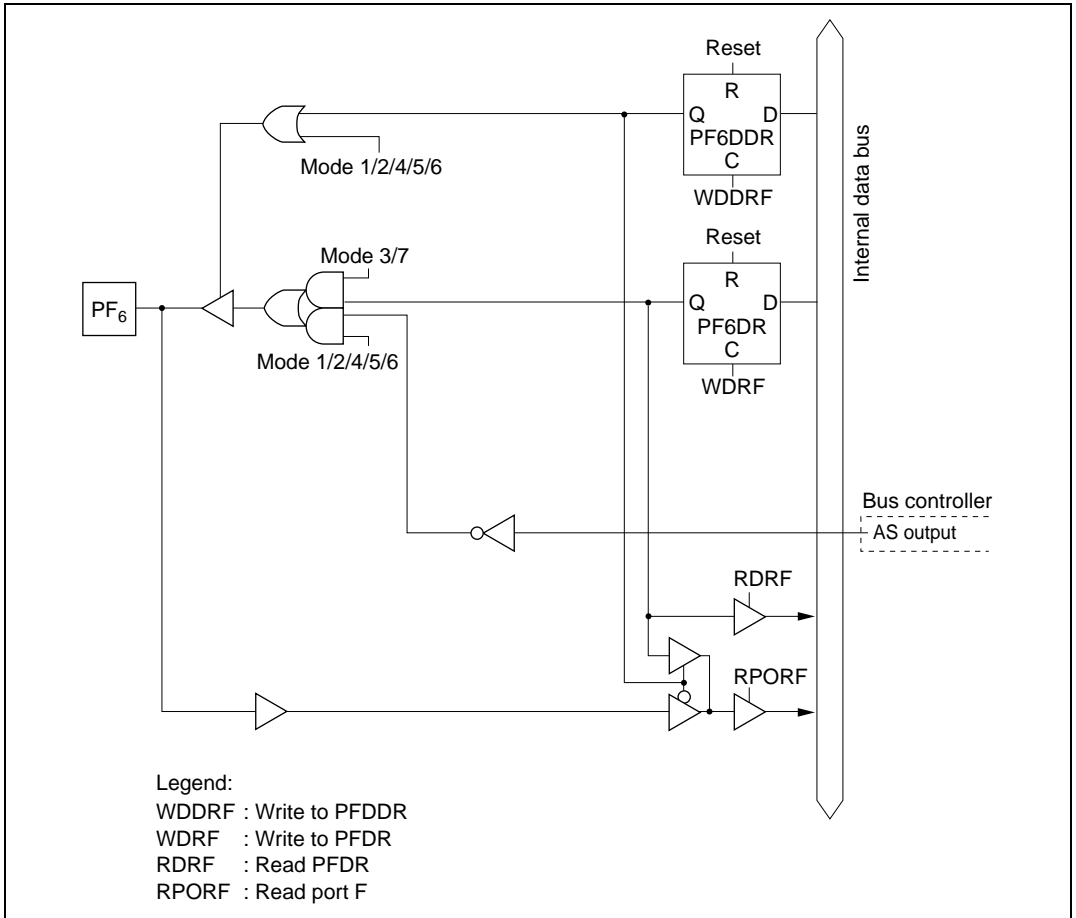 Reset
R
Q D
PF6DDR
C
WDDRF
Mode 1/2/4/5/6
Internal data bus
Reset
R
Q D
PF6DR
C
WDRF
Mode 3/7
PF6
Mode 1/2/4/5/6
Bus controller
AS output
RDRF
RPORF
Legend:
WDDRF : Write to PFDDR
WDRF : Write to PFDR
RDRF : Read PFDR
RPORF : Read port F